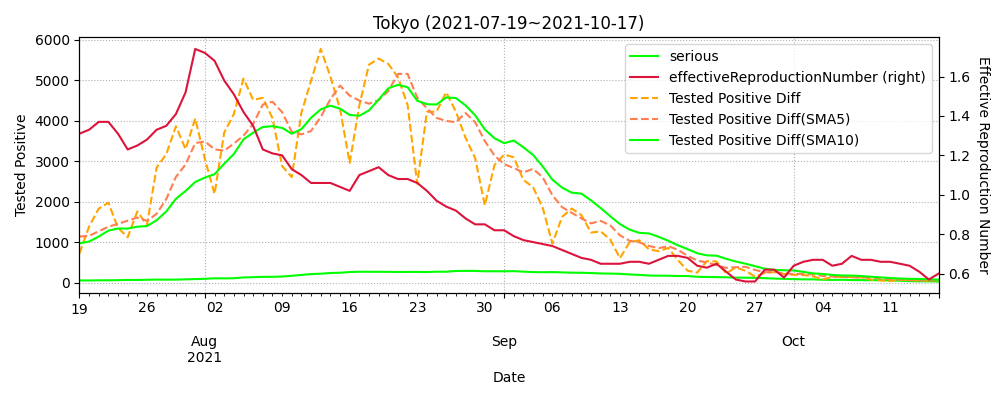 Tokyo (2021-07-19~2021-10-17)
6000
5000
4000
3000
2000
1000
0
Tested Positive
serious
effectiveReproductionNumber (right)
Tested Positive Diff
Tested Positive Diff(SMA5)
Tested Positive Diff(SMA10)
1.6
1.4
1.2
1.0
0.8
0.6
Effective Reproduction Number
19 26 02 09 16 23 30 06 13 20 27 04 11
Aug Sep Oct
2021
Date